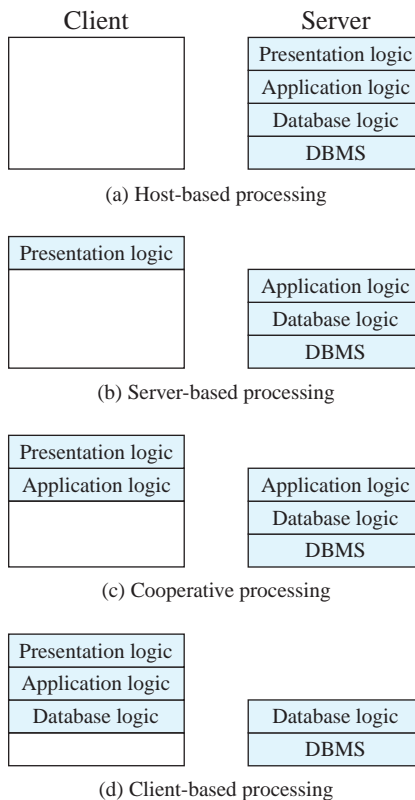 Client
Server
Presentation logic
Application logic
Database logic
DBMS
(a) Host-based processing
Presentation logic
Application logic
Database logic
DBMS
(b) Server-based processing
Presentation logic
Application logic
Application logic
Database logic
DBMS
(c) Cooperative processing
Presentation logic
Application logic
Database logic
Database logic
DBMS
(d) Client-based processing